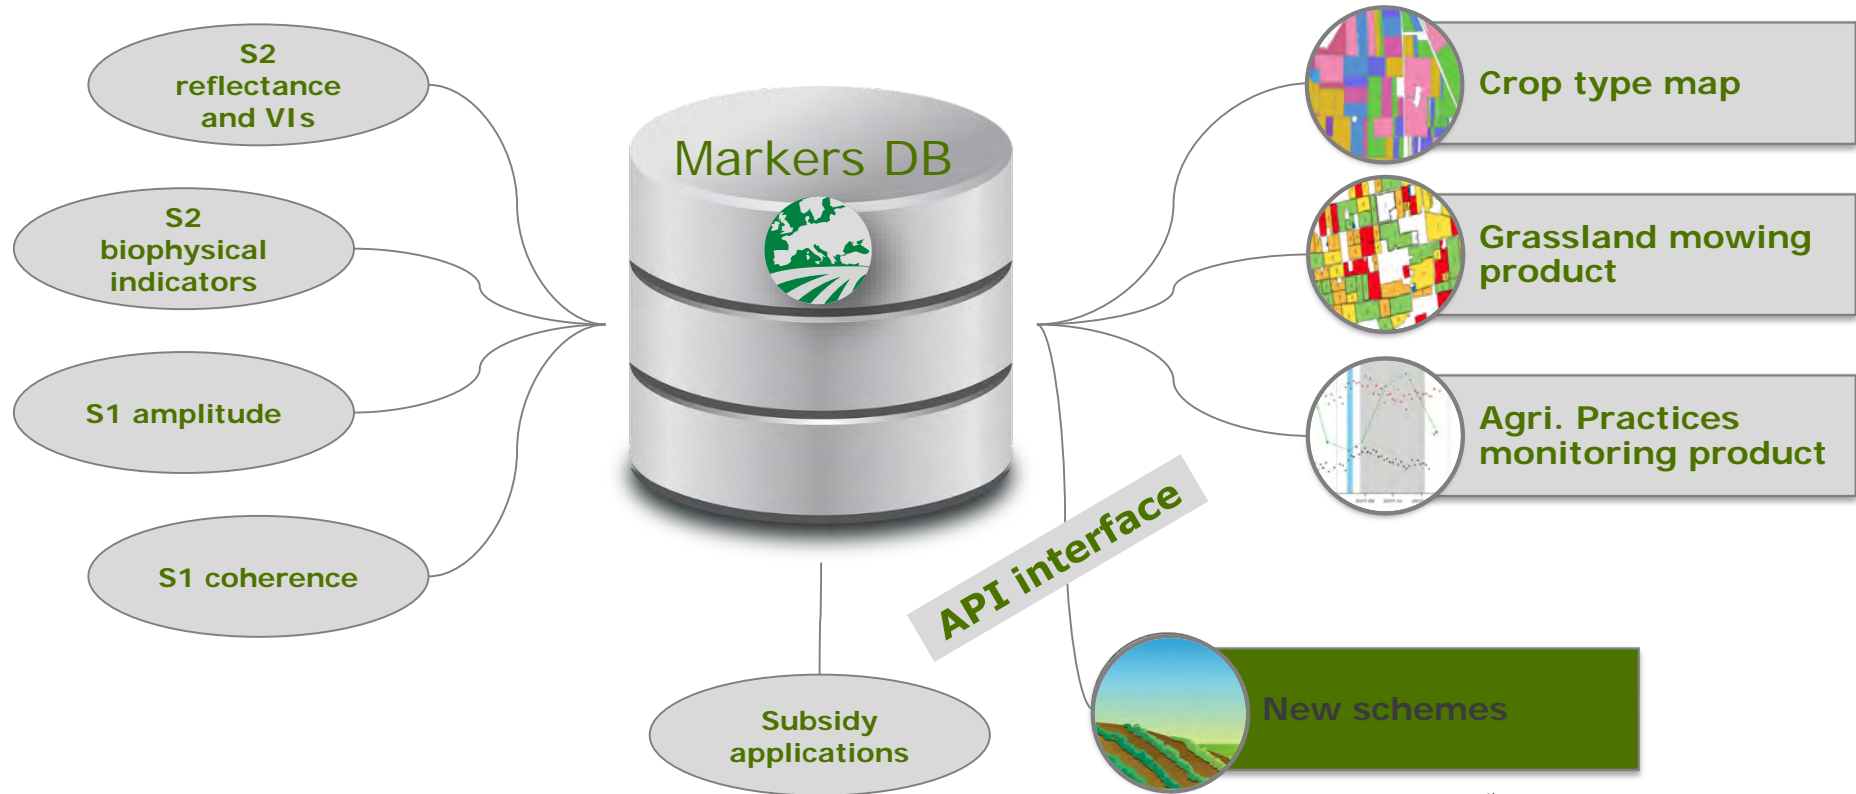 S2
reflectance
and VIs
S2
biophysical
indicators
S1 amplitude
S1 coherence
Markers DB
Subsidy
applications
API interface
Crop type map
Grassland mowing
product
Agri. Practices
monitoring product
New schemes